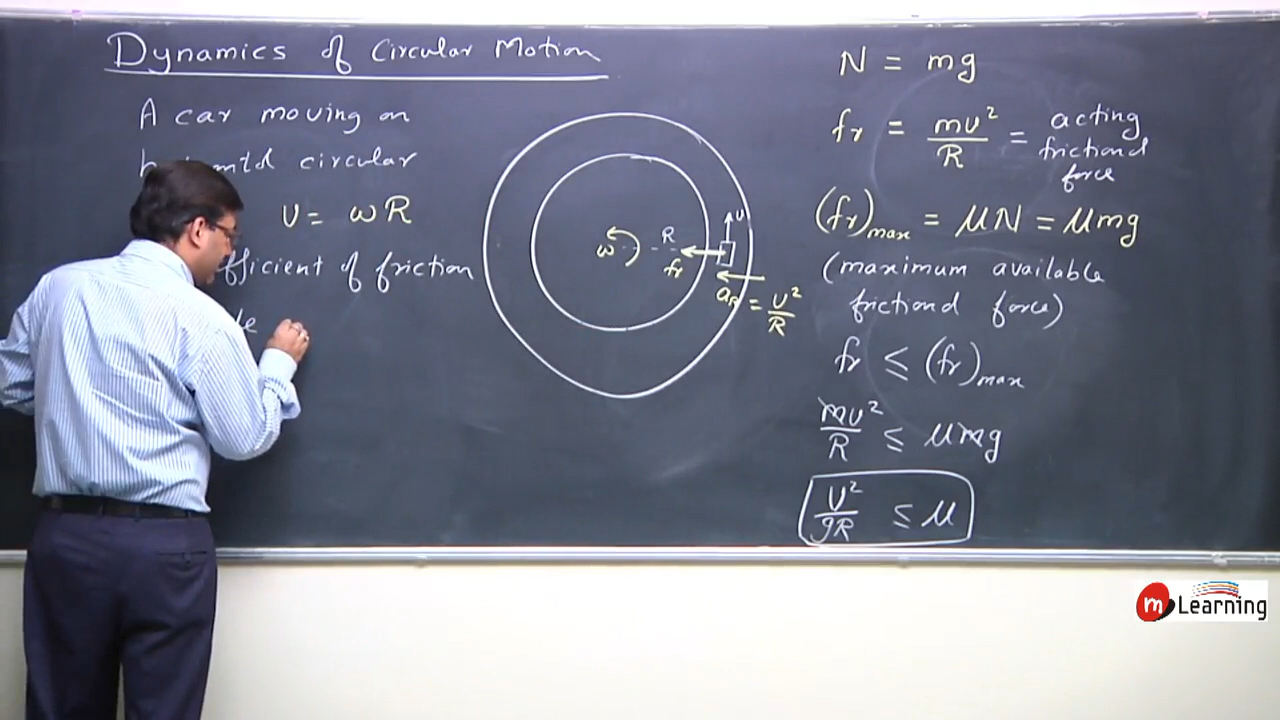 Dynamics of Circular Motion
A car moving on
circular
v = ωR
fficient of friction
R
v
ω
fr
aR = v²/R
N = mg
fr = mv²/R = acting
frictional
force
(fr)max = μN = μmg
(maximum available
frictional force)
fr ≤ (fr)max
mv²/R ≤ μmg
v²/gR ≤ μ
m Learning